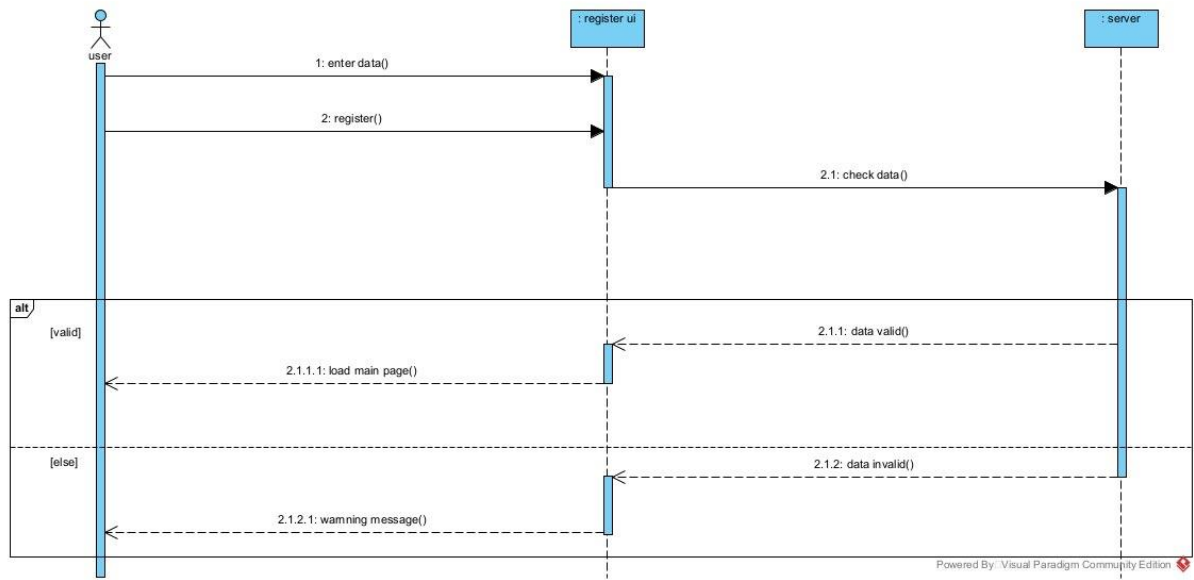 : register ui
: server
user
1: enter data()
2: register()
2.1: check data()
alt
[valid]
2.1.1: data valid()
2.1.1.1: load main page()
[else]
2.1.2: data invalid()
2.1.2.1: warnning message()
Powered By Visual Paradigm Community Edition